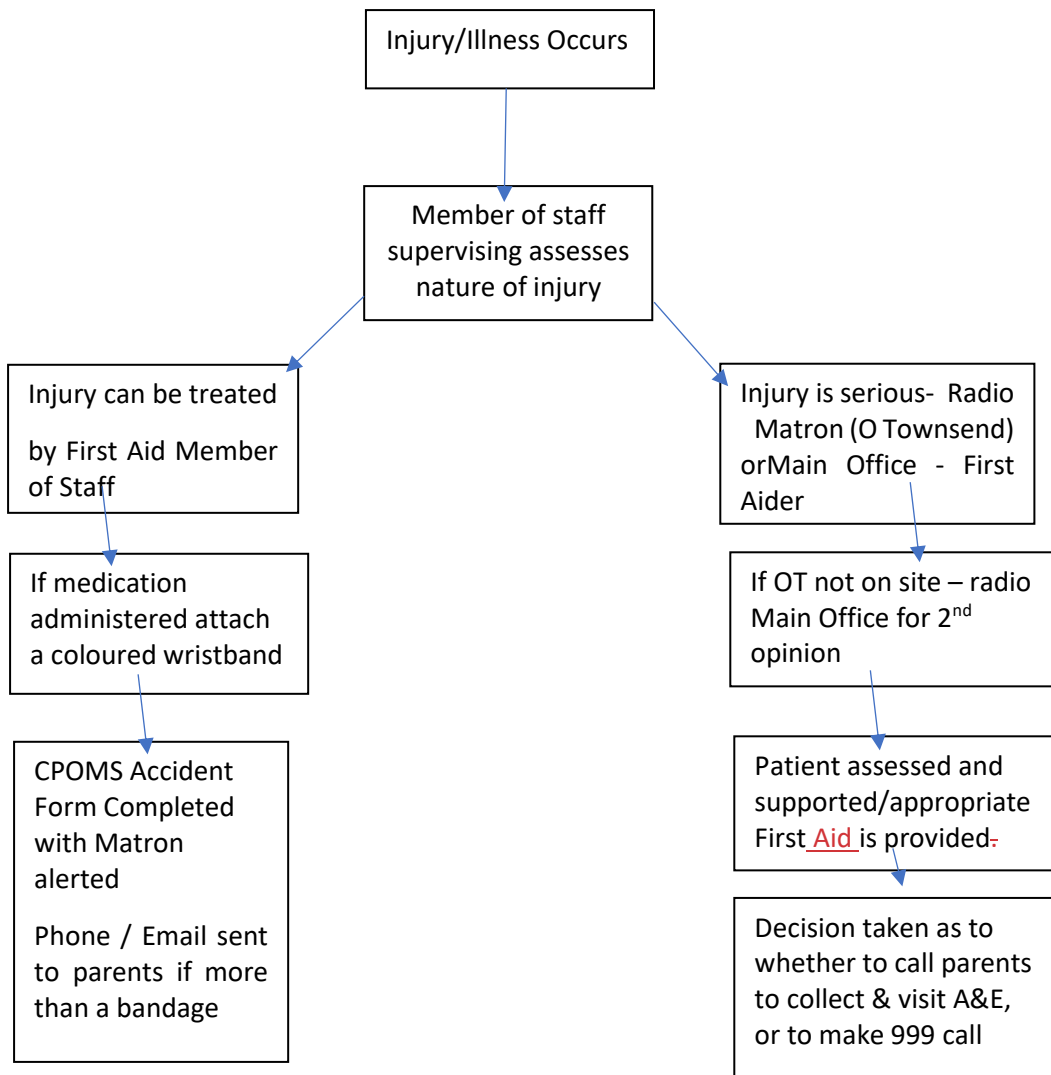 Injury/Illness Occurs
Member of staff
supervising assesses
nature of injury
Injury can be treated
by First Aid Member
of Staff
If medication
administered attach
a coloured wristband
CPOMS Accident
Form Completed
with Matron
alerted
Phone / Email sent
to parents if more
than a bandage
Injury is serious- Radio
Matron (O Townsend)
orMain Office - First
Aider
If OT not on site – radio
Main Office for 2nd
opinion
Patient assessed and
supported/appropriate
First Aid is provided.
Decision taken as to
whether to call parents
to collect & visit A&E,
or to make 999 call